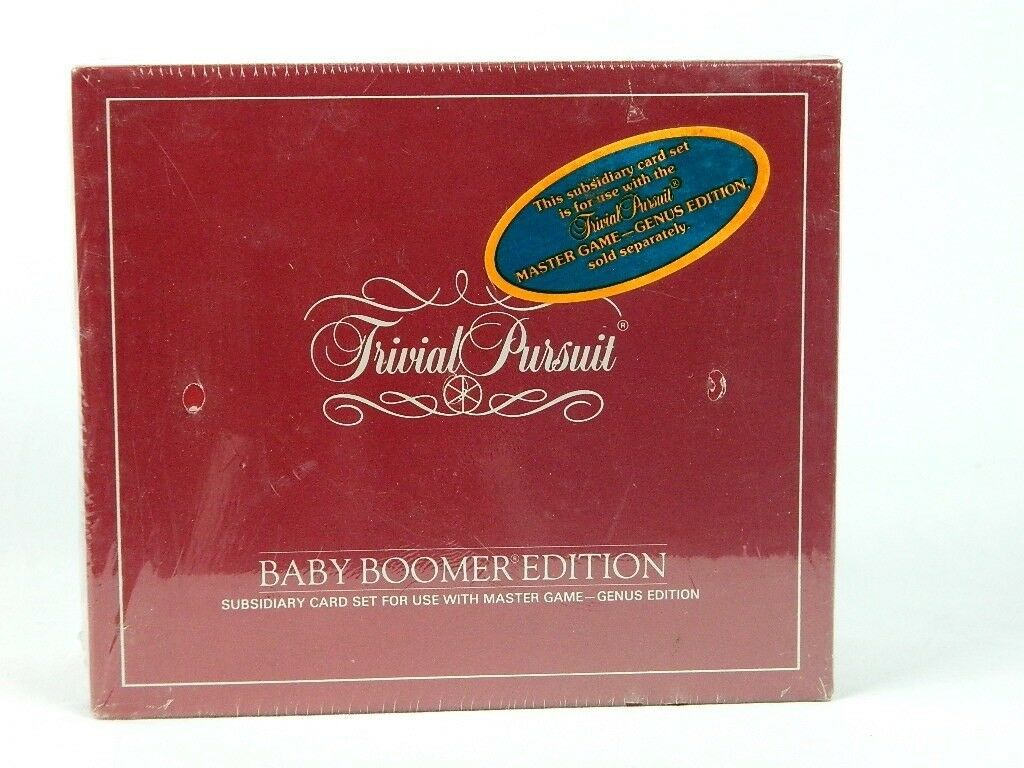 This subsidiary card set
is for use with the
Trivial Pursuit®
MASTER GAME—GENUS EDITION,
sold separately.
Trivial Pursuit®
BABY BOOMER® EDITION
SUBSIDIARY CARD SET FOR USE WITH MASTER GAME—GENUS EDITION